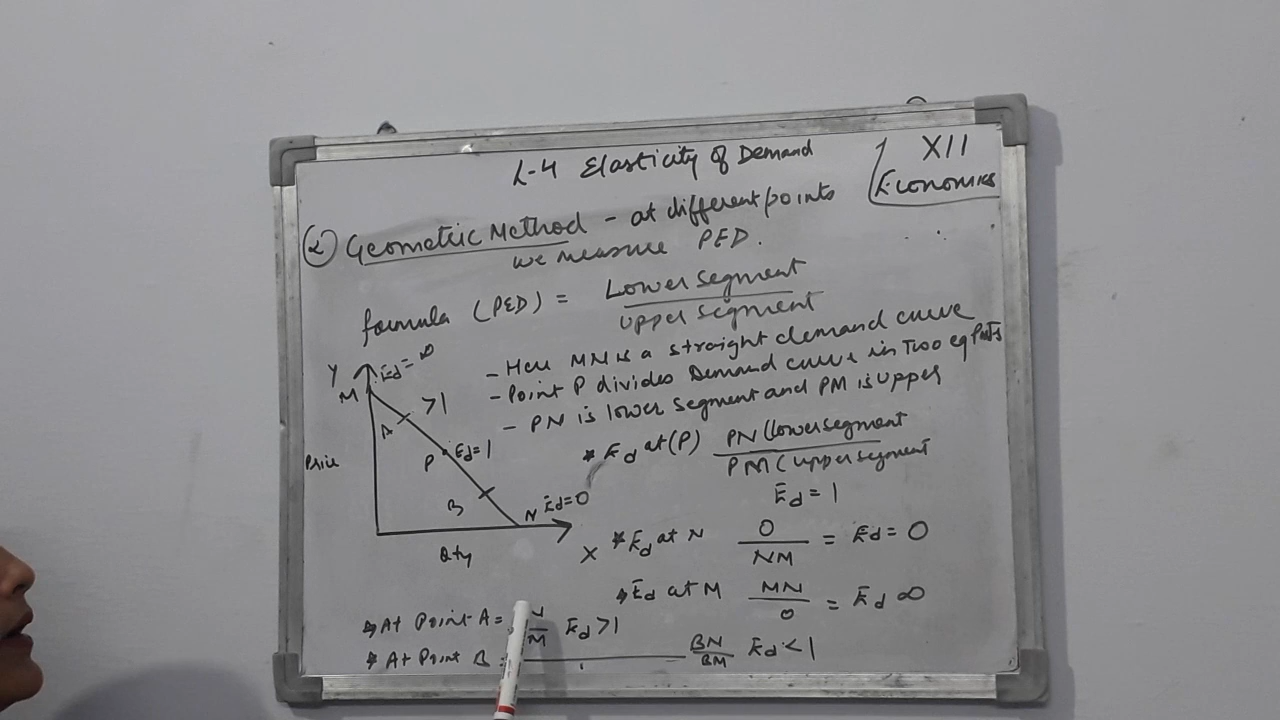 L-4 Elasticity of Demand
XII
Economics
(2) Geometric Method - at different points
we measure PED.
formula (PED) = Lower segment
Upper segment
- Here MN is a straight demand curve
- Point P divides Demand curve in Two eq Parts
- PN is lower segment and PM is upper
Y
Ed = ∞
M
>1
A
Price
P
Ed=1
B
N
Ed=0
Qty
X
* Ed at (P) PN (lower segment
PM (upper segment
Ed = 1
* Ed at N 0 = Ed = 0
NM
* Ed at M MN = Ed ∞
0
* At Point A = Ed >1
M
* At Point B = BN Ed < 1
BM